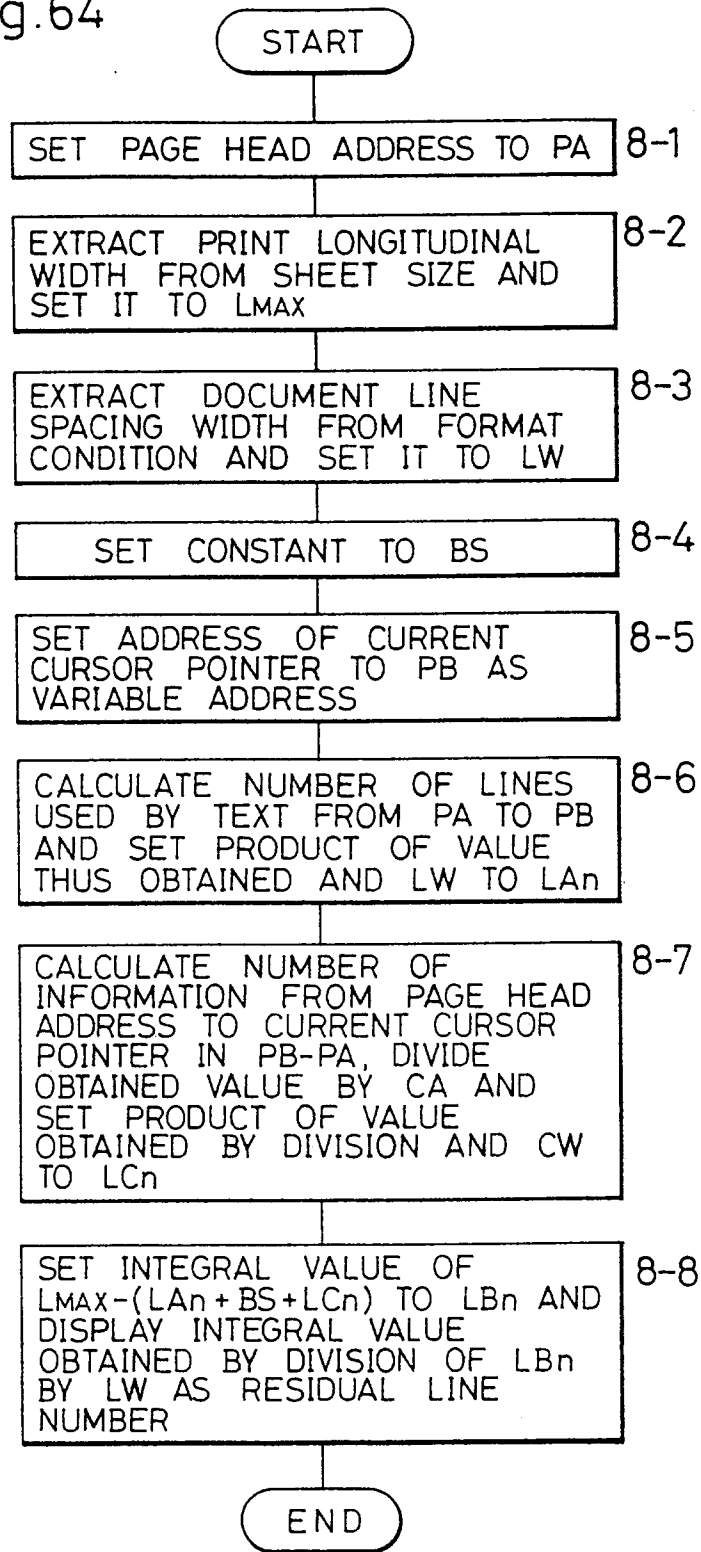 g.64
START
SET PAGE HEAD ADDRESS TO PA
8-1
EXTRACT PRINT LONGITUDINAL
WIDTH FROM SHEET SIZE AND
SET IT TO LMAX
8-2
EXTRACT DOCUMENT LINE
SPACING WIDTH FROM FORMAT
CONDITION AND SET IT TO LW
8-3
SET CONSTANT TO BS
8-4
SET ADDRESS OF CURRENT
CURSOR POINTER TO PB AS
VARIABLE ADDRESS
8-5
CALCULATE NUMBER OF LINES
USED BY TEXT FROM PA TO PB
AND SET PRODUCT OF VALUE
THUS OBTAINED AND LW TO LAn
8-6
CALCULATE NUMBER OF
INFORMATION FROM PAGE HEAD
ADDRESS TO CURRENT CURSOR
POINTER IN PB-PA, DIVIDE
OBTAINED VALUE BY CA AND
SET PRODUCT OF VALUE
OBTAINED BY DIVISION AND CW
TO LCn
8-7
SET INTEGRAL VALUE OF
LMAX-(LAn+BS+LCn) TO LBn AND
DISPLAY INTEGRAL VALUE
OBTAINED BY DIVISION OF LBn
BY LW AS RESIDUAL LINE
NUMBER
8-8
END